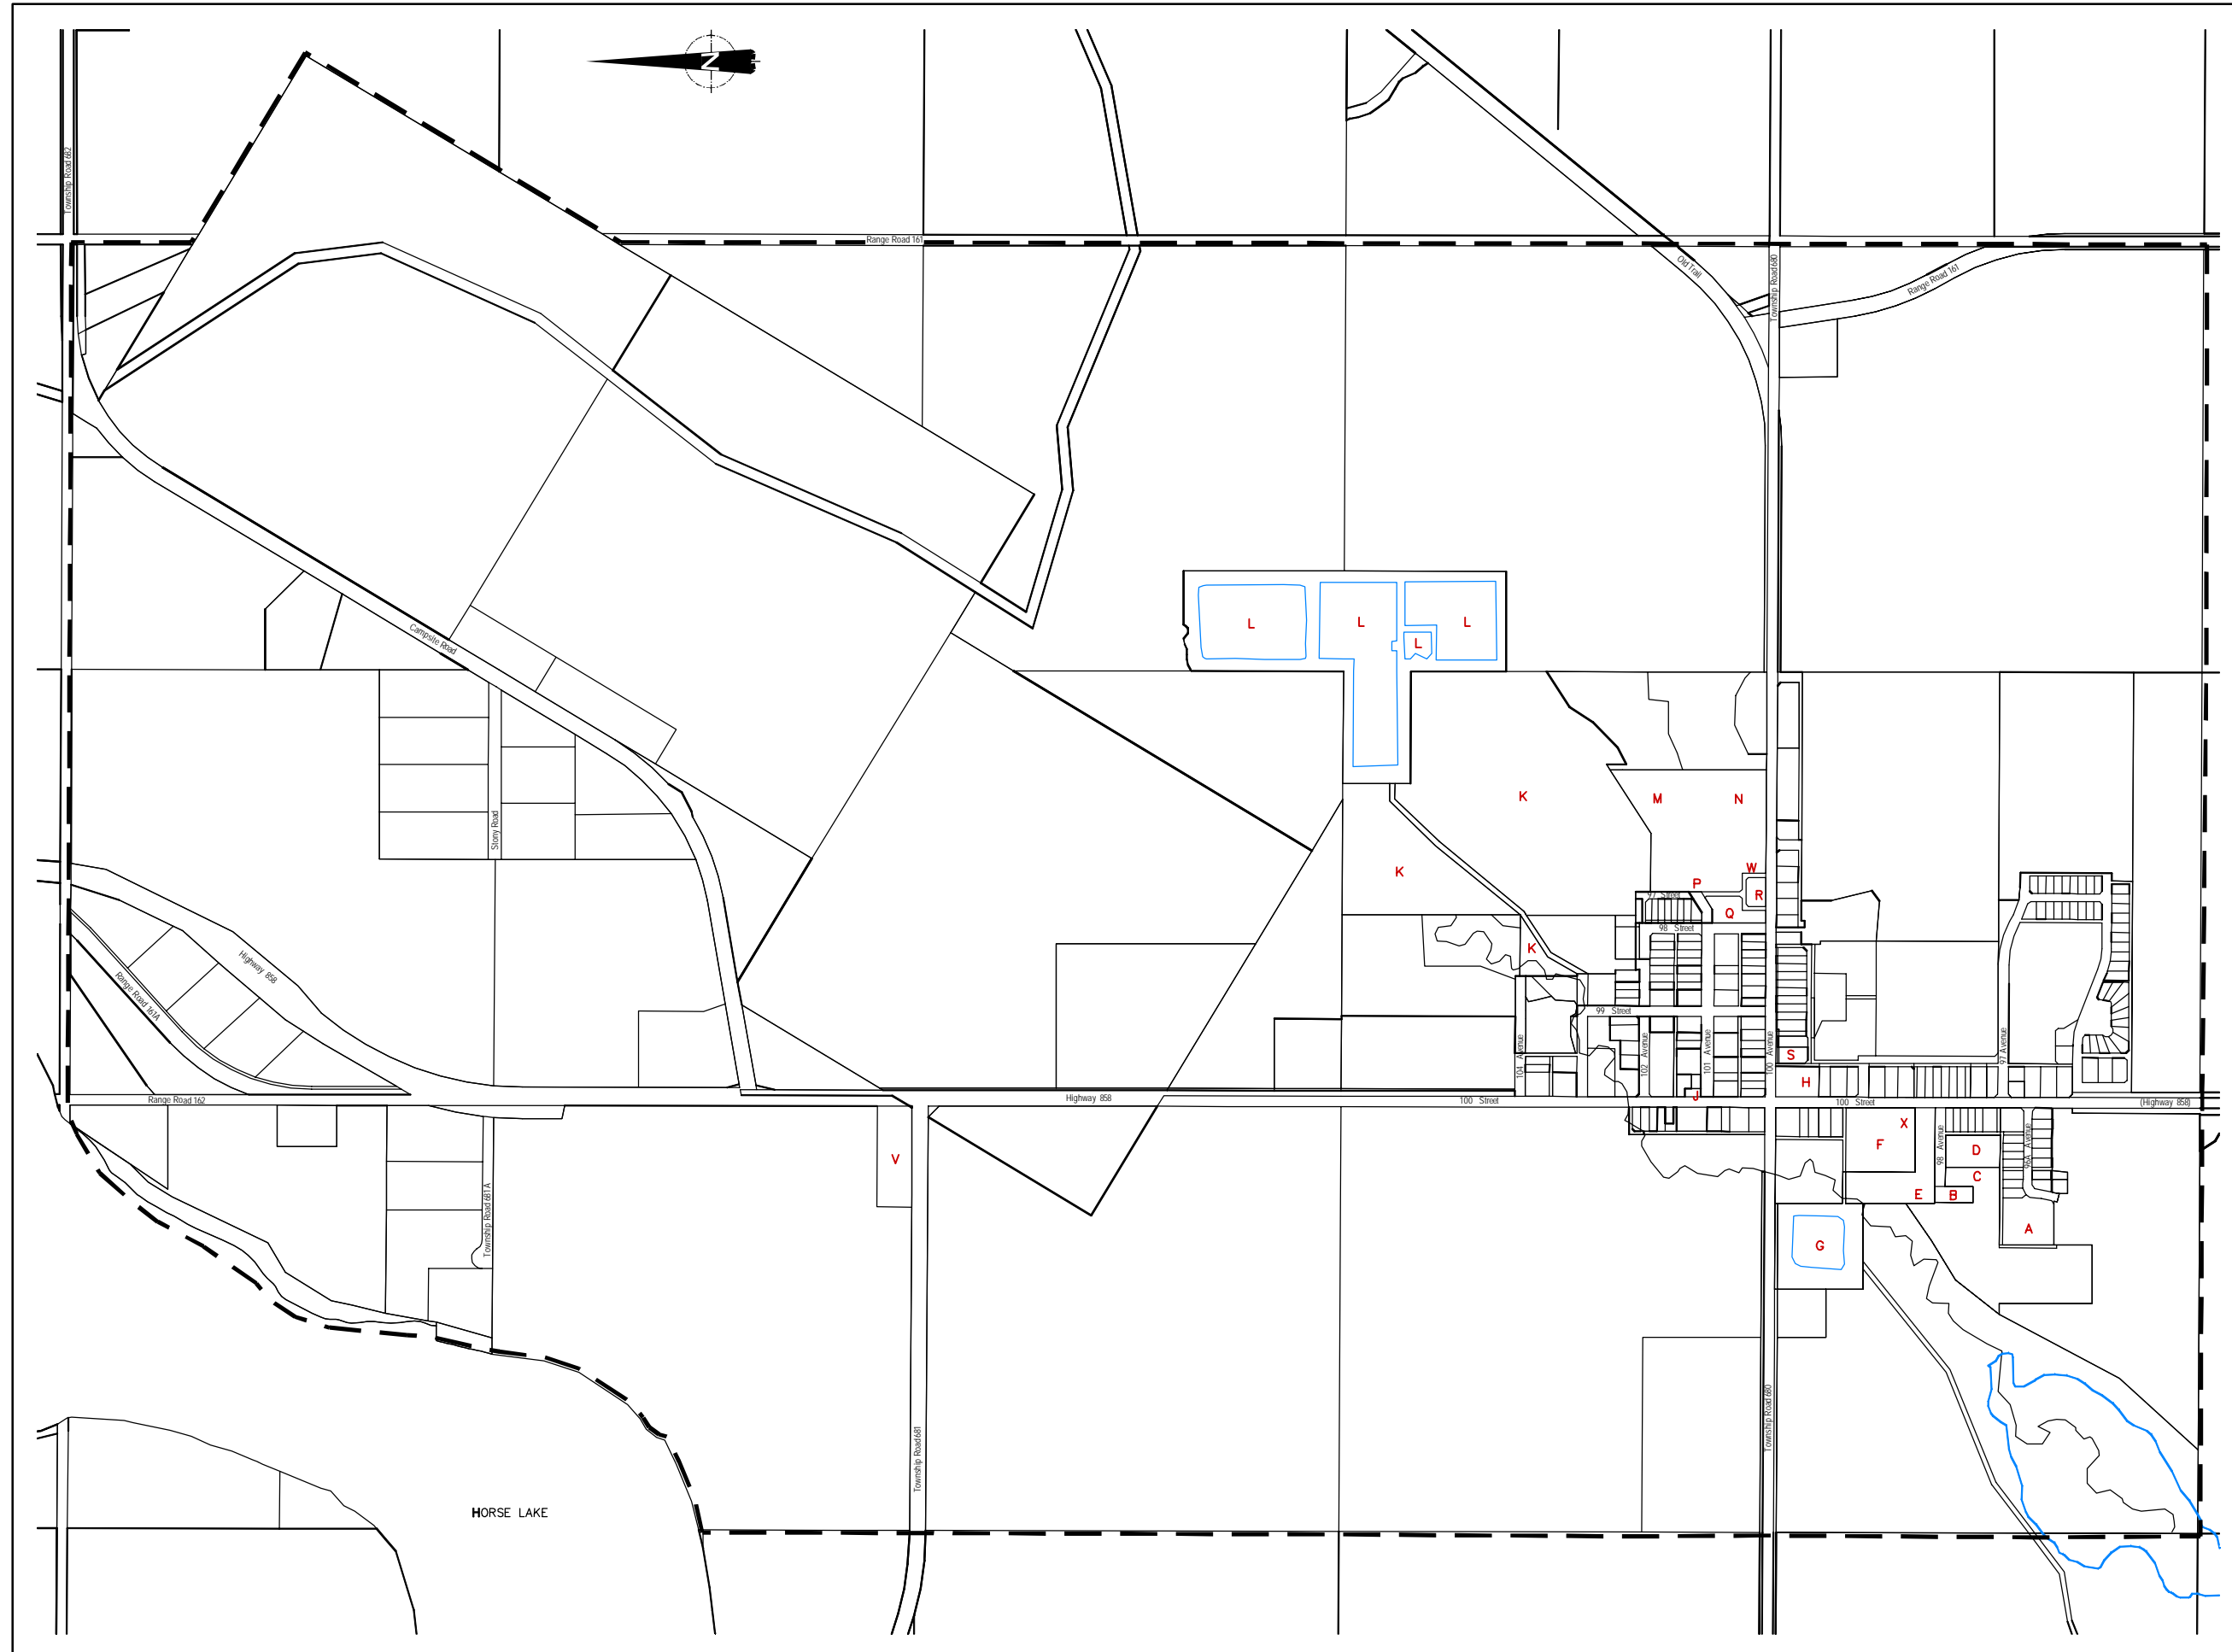 N
Township Road 682
Range Road 161
Old Trail
Township Road 680
Range Road 161
Campsite Road
L
L
L
L
Stony Road
K
M
N
K
W
P
97 Street
R
Q
98 Street
K
Highway 858
Range Road 161A
99 Street
104 Avenue
102 Avenue
101 Avenue
100 Avenue
S
97 Avenue
H
J
Range Road 162
Highway 858
100 Street
100 Street
(Highway 858)
X
F
98 Avenue
D
96A Avenue
V
C
E
B
A
Township Road 681A
G
Township Road 681
Township Road 680
HORSE LAKE